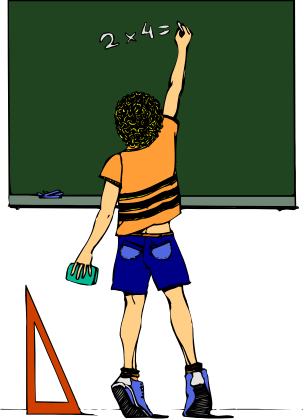 2 × 4 =